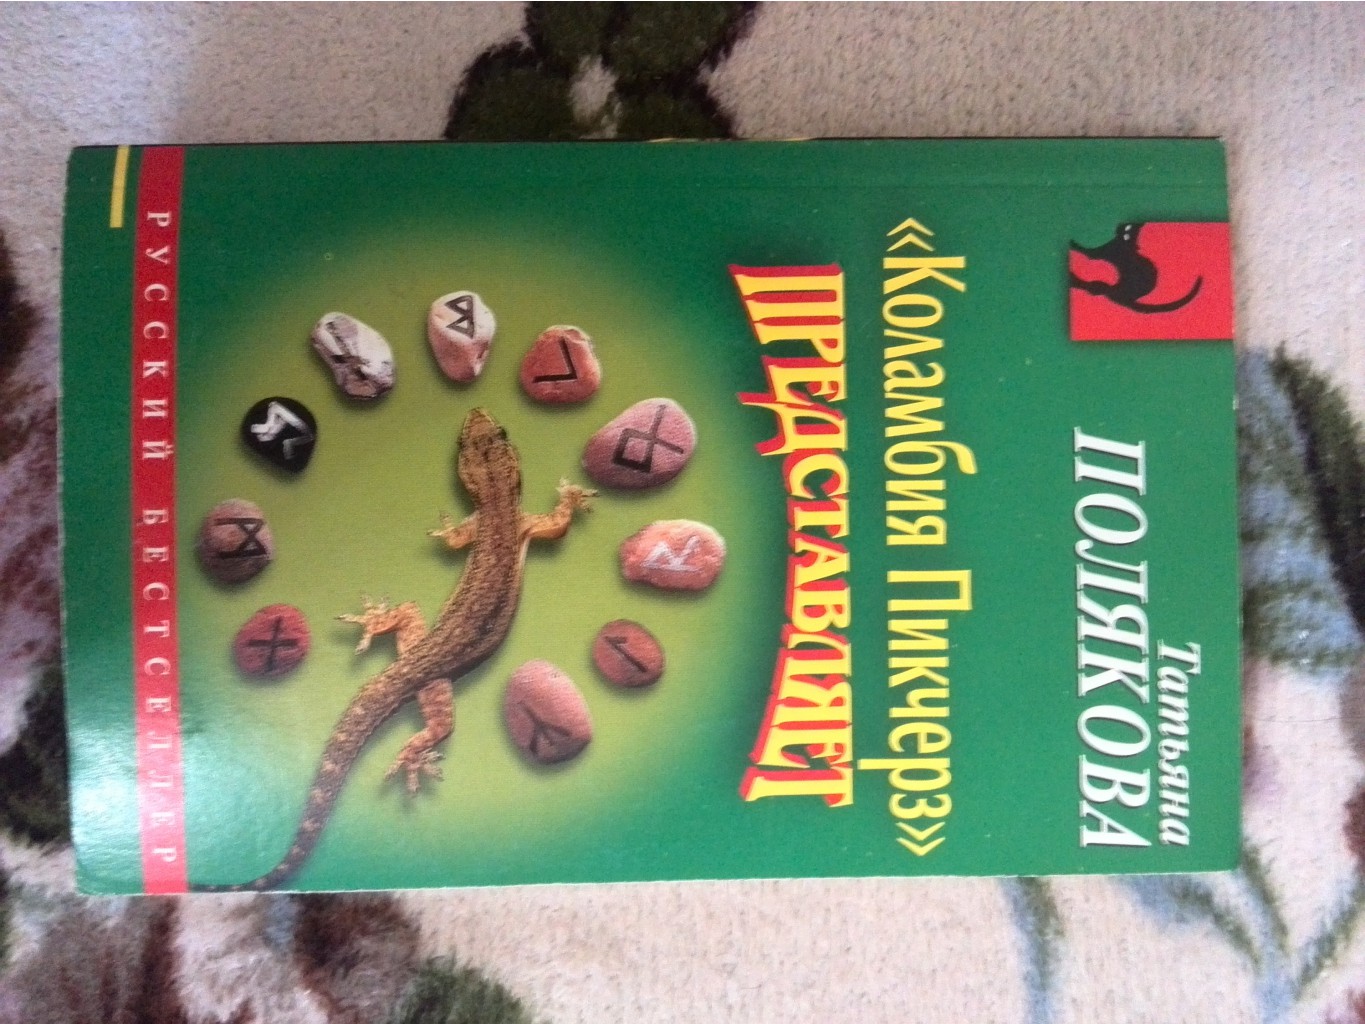 Татьяна
ПОЛЯКОВА
«Коламбия Пикчерз»
ПРЕДСТАВЛЯЕТ
РУССКИЙ БЕСТСЕЛЛЕР